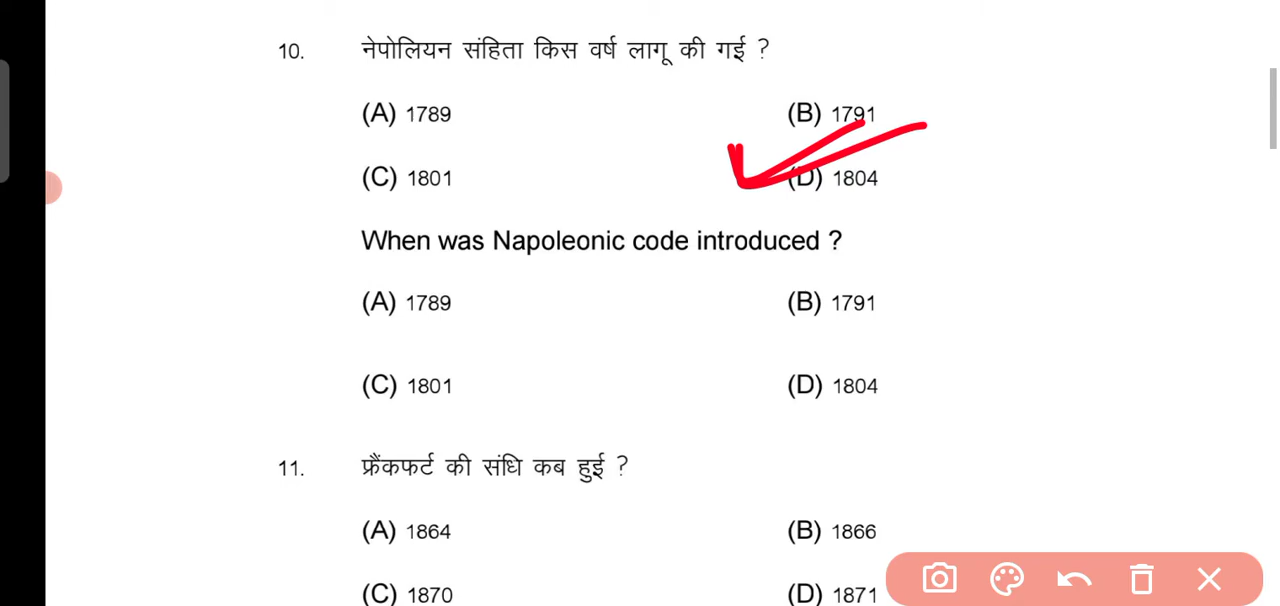 10. नेपोलियन संहिता किस वर्ष लागू की गई ?
(A) 1789 (B) 1791
(C) 1801 (D) 1804
When was Napoleonic code introduced ?
(A) 1789 (B) 1791
(C) 1801 (D) 1804
11. फ्रैंकफर्ट की संधि कब हुई ?
(A) 1864 (B) 1866
(C) 1870 (D) 1871